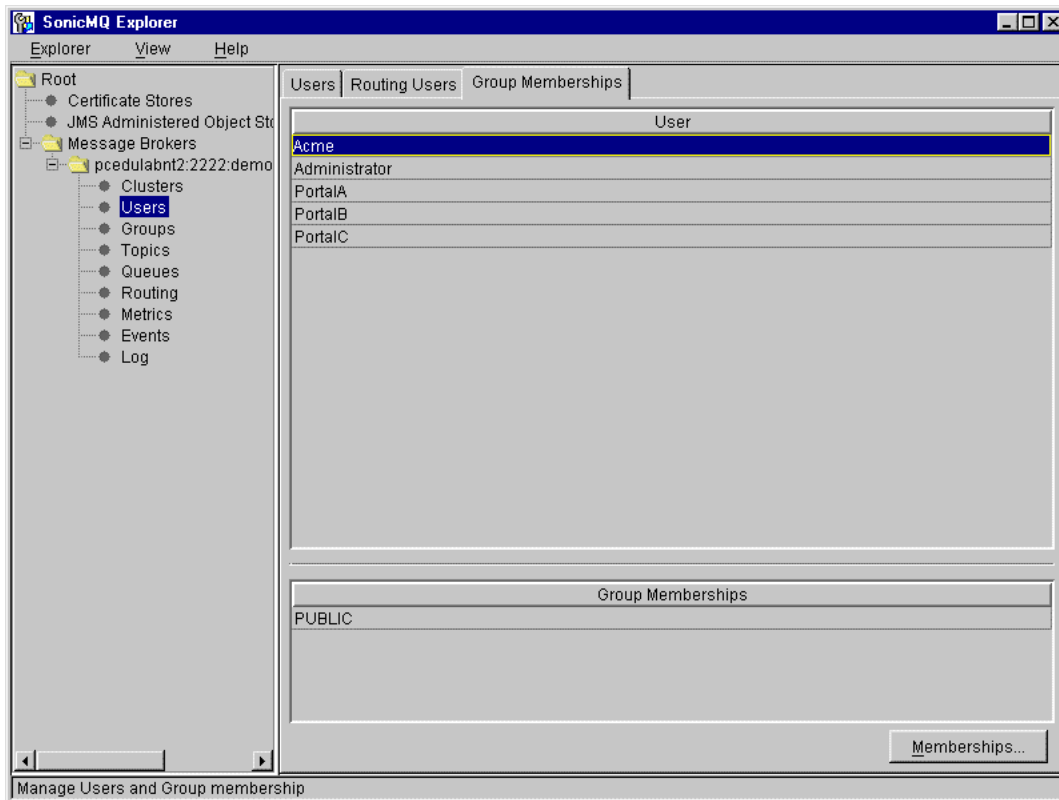 SonicMQ Explorer
Explorer View Help
Root
Certificate Stores
JMS Administered Object Sto
Message Brokers
pcedulabnt2:2222:demo
Clusters
Users
Groups
Topics
Queues
Routing
Metrics
Events
Log
Users Routing Users Group Memberships
User
Acme
Administrator
PortalA
PortalB
PortalC
Group Memberships
PUBLIC
Memberships...
Manage Users and Group membership